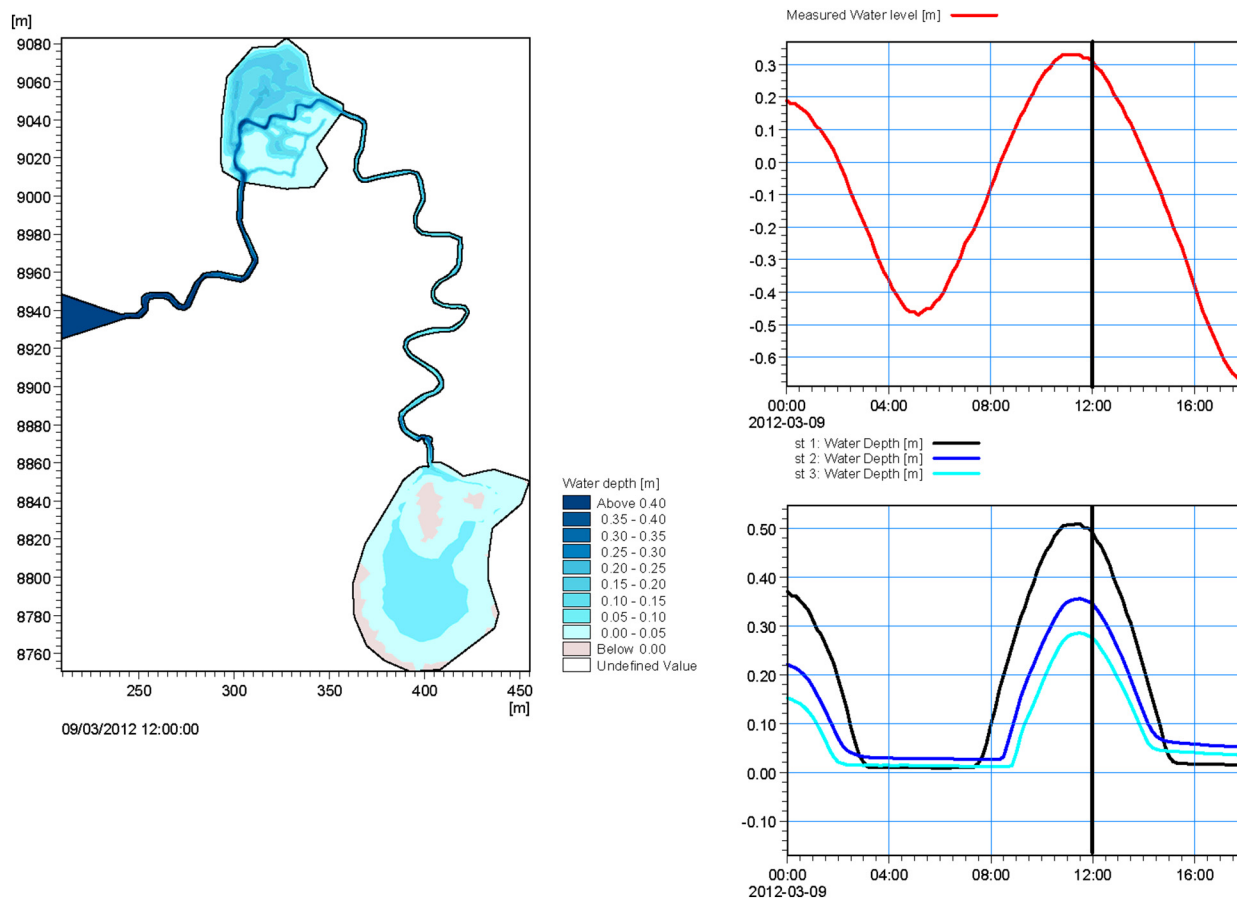 [m]
9080
9060
9040
9020
9000
8980
8960
8940
8920
8900
8880
8860
8840
8820
8800
8780
8760
250 300 350 400 450
[m]
09/03/2012 12:00:00
Water depth [m]
Above 0.40
0.35 - 0.40
0.30 - 0.35
0.25 - 0.30
0.20 - 0.25
0.15 - 0.20
0.10 - 0.15
0.05 - 0.10
0.00 - 0.05
Below 0.00
Undefined Value
Measured Water level [m]
0.3
0.2
0.1
0.0
-0.1
-0.2
-0.3
-0.4
-0.5
-0.6
00:00 04:00 08:00 12:00 16:00
2012-03-09
st 1: Water Depth [m]
st 2: Water Depth [m]
st 3: Water Depth [m]
0.50
0.40
0.30
0.20
0.10
0.00
-0.10
00:00 04:00 08:00 12:00 16:00
2012-03-09